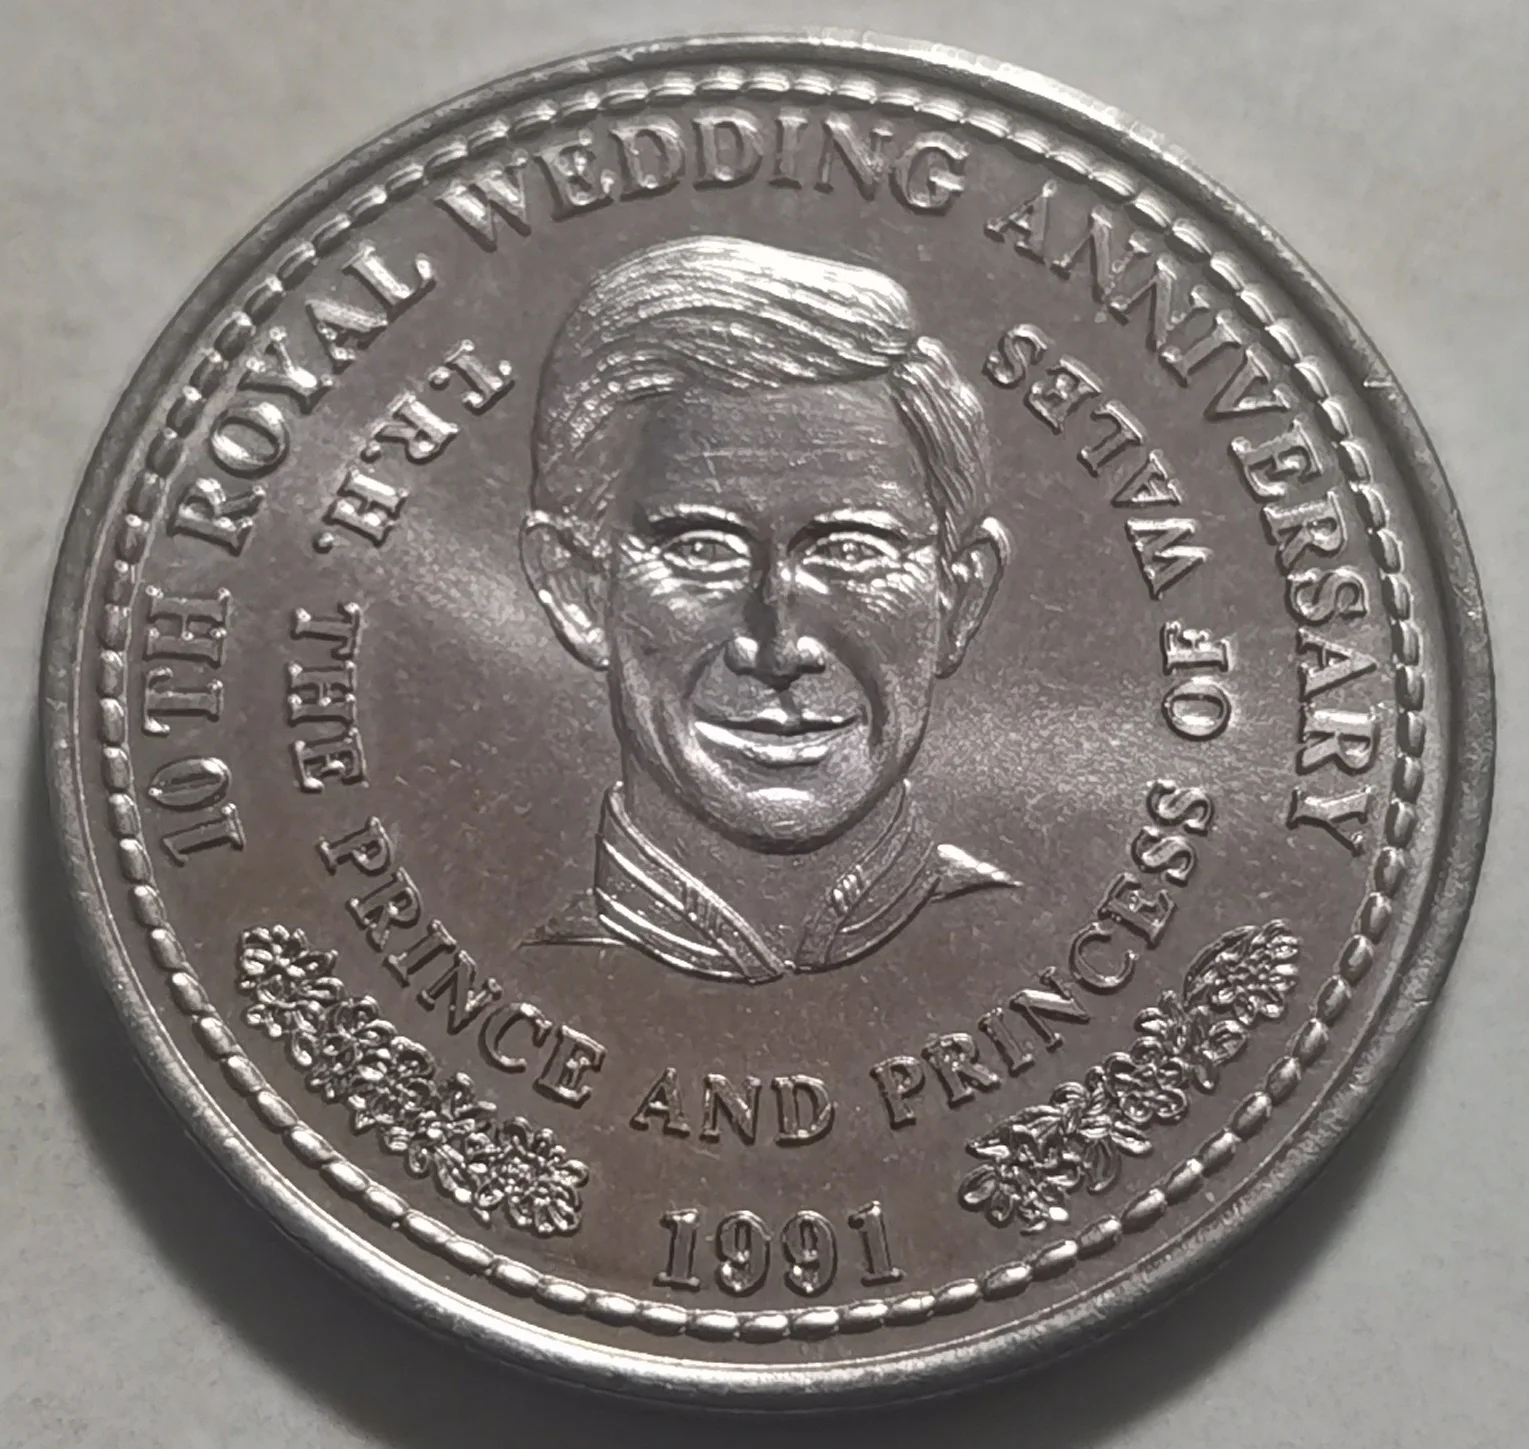 10 TH ROYAL WEDDING ANNIVERSARY
T.R.H. THE PRINCE AND PRINCESS OF WALES
1991